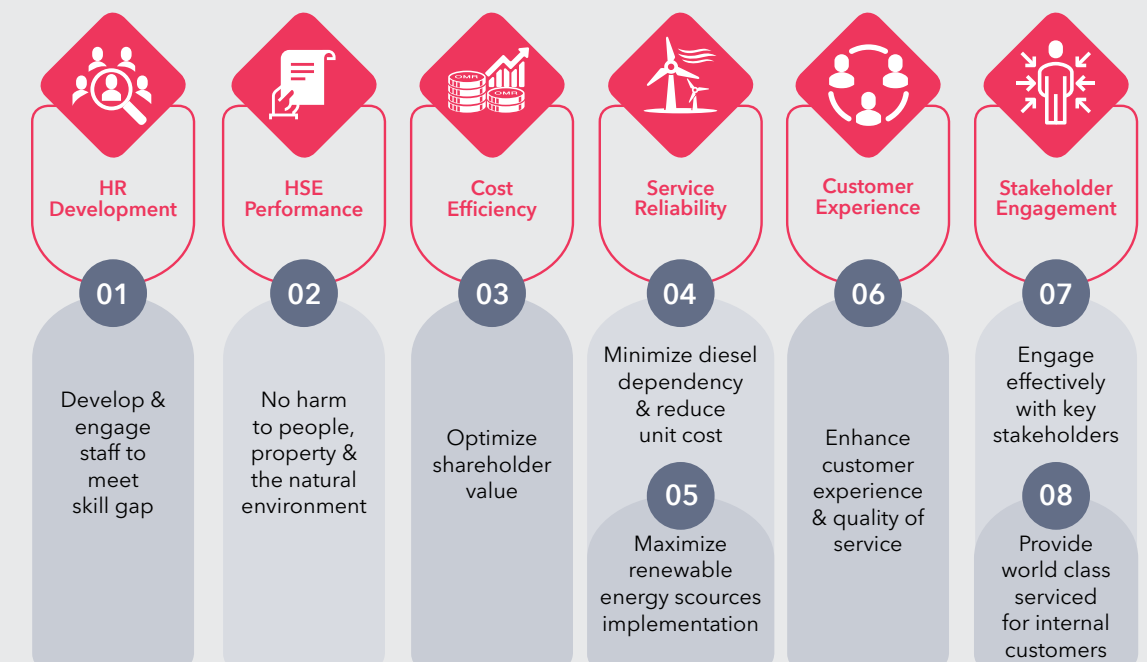 OMR
OMR
HR
Development
HSE
Performance
Cost
Efficiency
Service
Reliability
Customer
Experience
Stakeholder
Engagement
01
Develop &
engage
staff to
meet
skill gap
02
No harm
to people,
property &
the natural
environment
03
Optimize
shareholder
value
04
Minimize diesel
dependency
& reduce
unit cost
05
Maximize
renewable
energy scources
implementation
06
Enhance
customer
experience
& quality of
service
07
Engage
effectively
with key
stakeholders
08
Provide
world class
serviced
for internal
customers